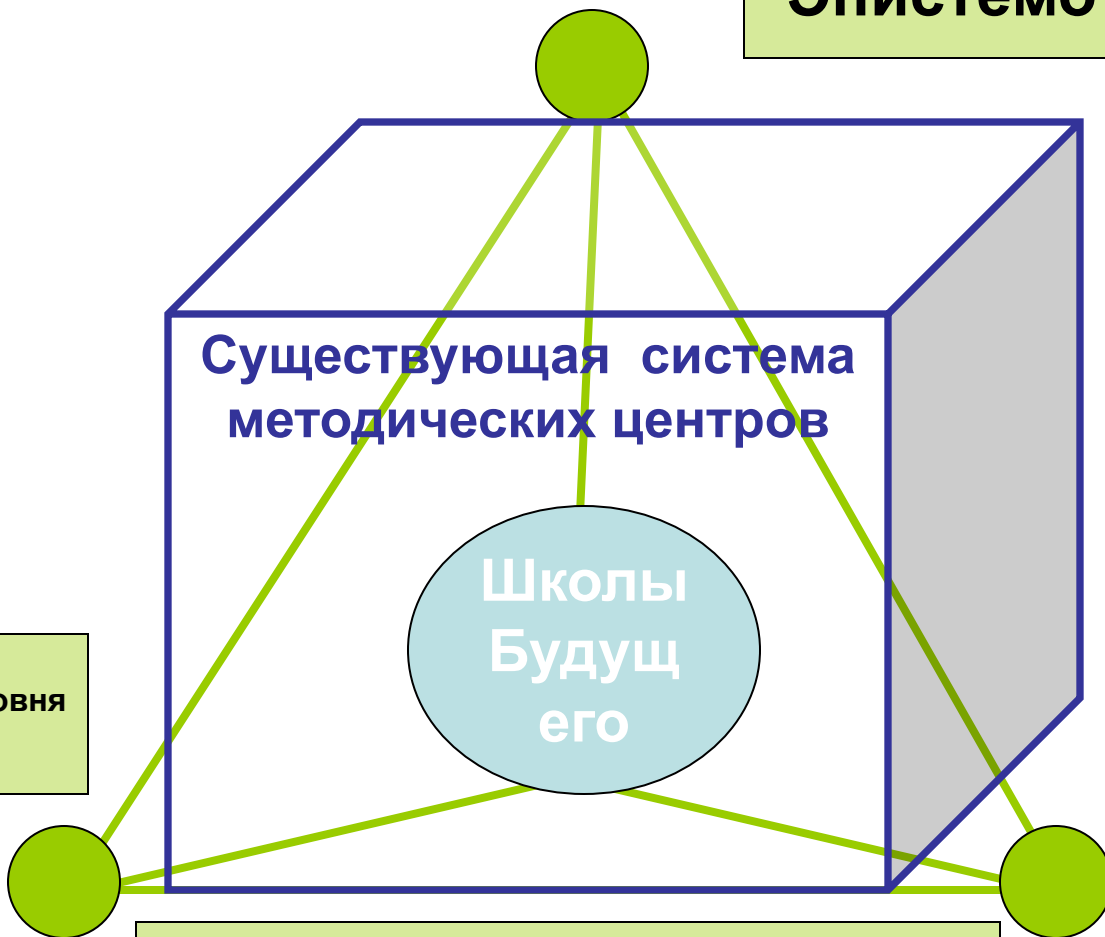 Существующая система
методических центров
Школы
Будущ
его